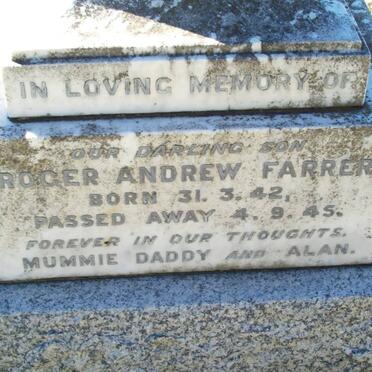 IN LOVING MEMORY OF
OUR DARLING SON
ROGER ANDREW FARRER
BORN 31. 3. 42,
PASSED AWAY 4. 9. 45.
FOREVER IN OUR THOUGHTS.
MUMMIE DADDY AND ALAN.